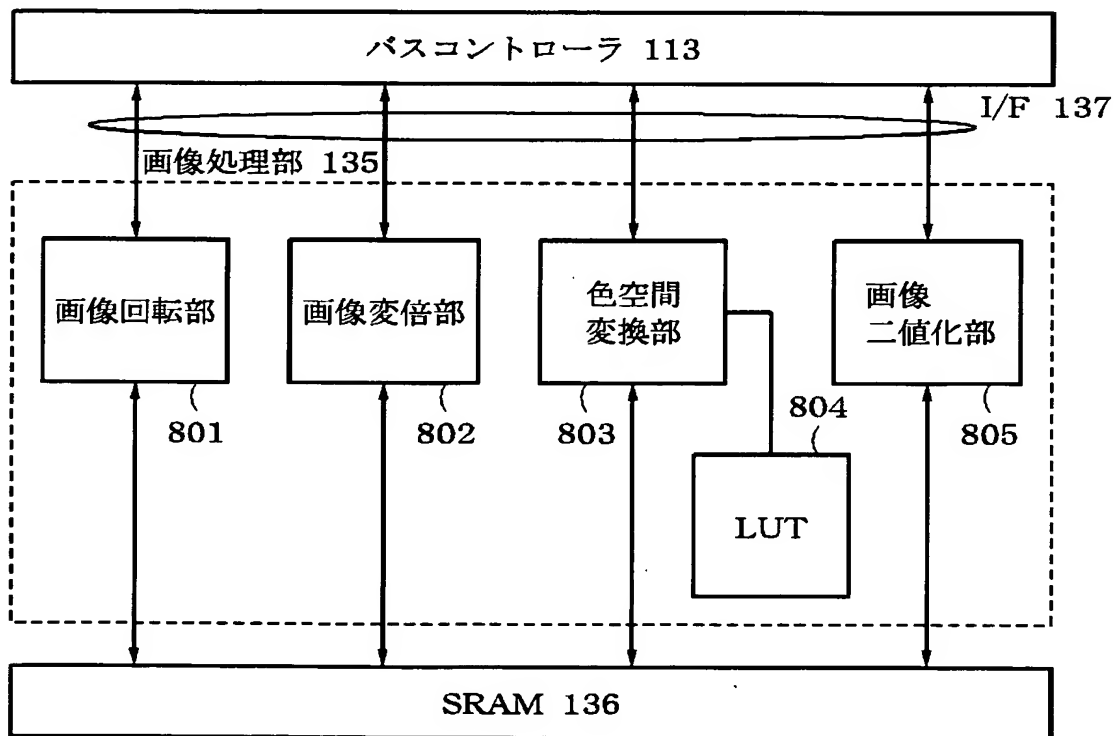 バスコントローラ 113
I/F 137
画像処理部 135
画像回転部
画像変倍部
色空間
変換部
画像
二値化部
801
802
803
804
805
LUT
SRAM 136